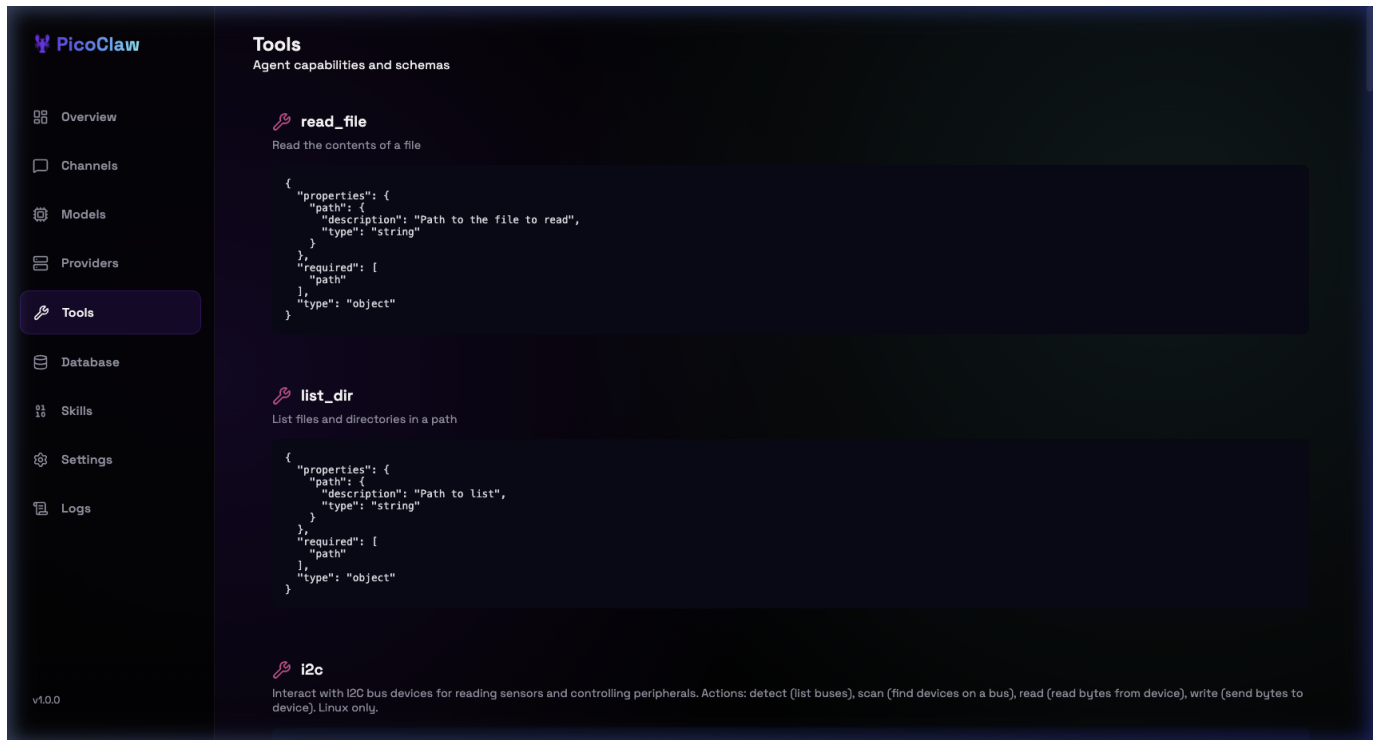 PicoClaw
Overview
Channels
Models
Providers
Tools
Database
Skills
Settings
Logs
v1.0.0
Tools
Agent capabilities and schemas
read_file
Read the contents of a file
{
  "properties": {
    "path": {
      "description": "Path to the file to read",
      "type": "string"
    }
  },
  "required": [
    "path"
  ],
  "type": "object"
}
list_dir
List files and directories in a path
{
  "properties": {
    "path": {
      "description": "Path to list",
      "type": "string"
    }
  },
  "required": [
    "path"
  ],
  "type": "object"
}
i2c
Interact with I2C bus devices for reading sensors and controlling peripherals. Actions: detect (list buses), scan (find devices on a bus), read (read bytes from device), write (send bytes to
device). Linux only.